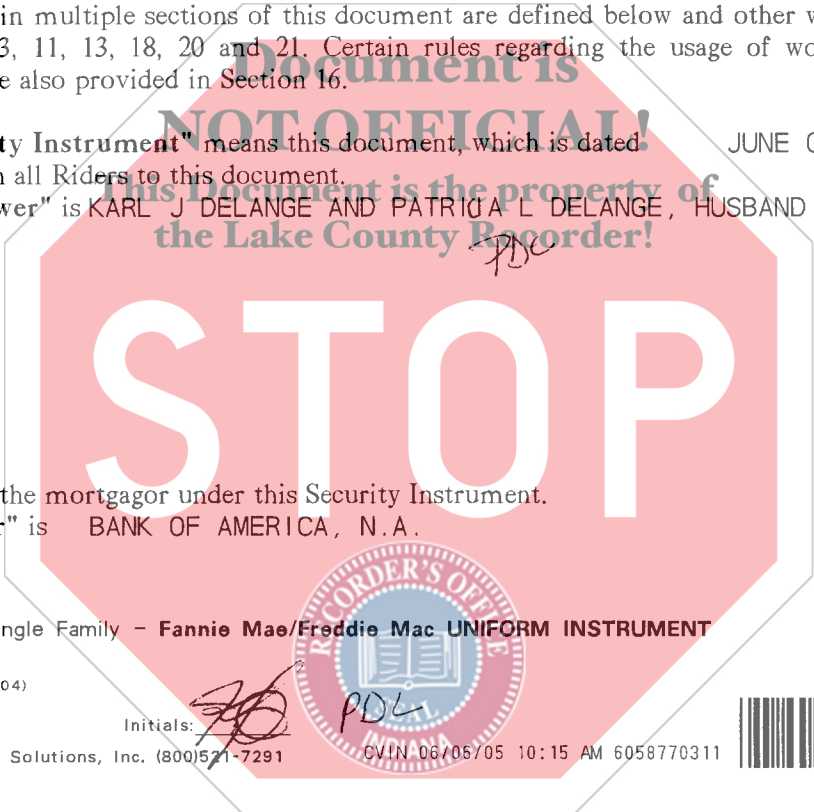 in multiple sections of this document are defined below and other w
3, 11, 13, 18, 20 and 21. Certain rules regarding the usage of wo
e also provided in Section 16.
Document is
NOT OFFICIAL!
This Document is the property of
the Lake County Recorder!
ty Instrument" means this document, which is dated JUNE 0
all Riders to this document.
wer" is KARL J DELANGE AND PATRICIA L DELANGE, HUSBAND
PDL
STOP
the mortgagor under this Security Instrument.
r" is BANK OF AMERICA, N.A.
RECORDER'S OFFICE
SEAL
INDIANA
ngle Family – Fannie Mae/Freddie Mac UNIFORM INSTRUMENT
04)
Initials: PDL
Solutions, Inc. (800)521-7291 CVIN 06/06/05 10:15 AM 6058770311